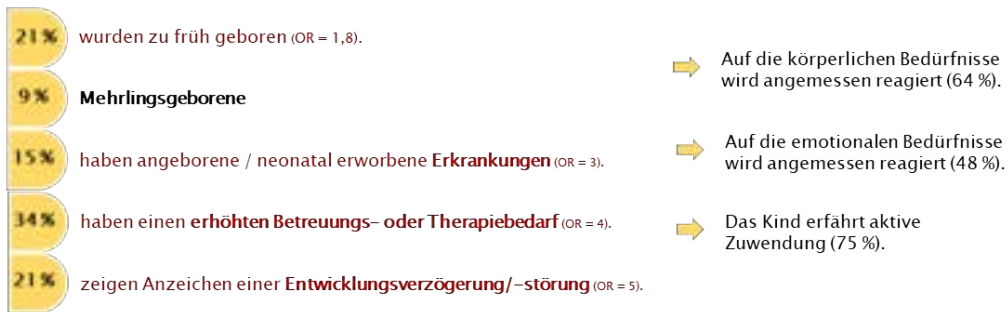 21 % wurden zu früh geboren (OR = 1,8).
9 % Mehrlingsgeborene
15 % haben angeborene / neonatal erworbene Erkrankungen (OR = 3).
34 % haben einen erhöhten Betreuungs- oder Therapiebedarf (OR = 4).
21 % zeigen Anzeichen einer Entwicklungsverzögerung/-störung (OR = 5).
Auf die körperlichen Bedürfnisse
wird angemessen reagiert (64 %).
Auf die emotionalen Bedürfnisse
wird angemessen reagiert (48 %).
Das Kind erfährt aktive
Zuwendung (75 %).